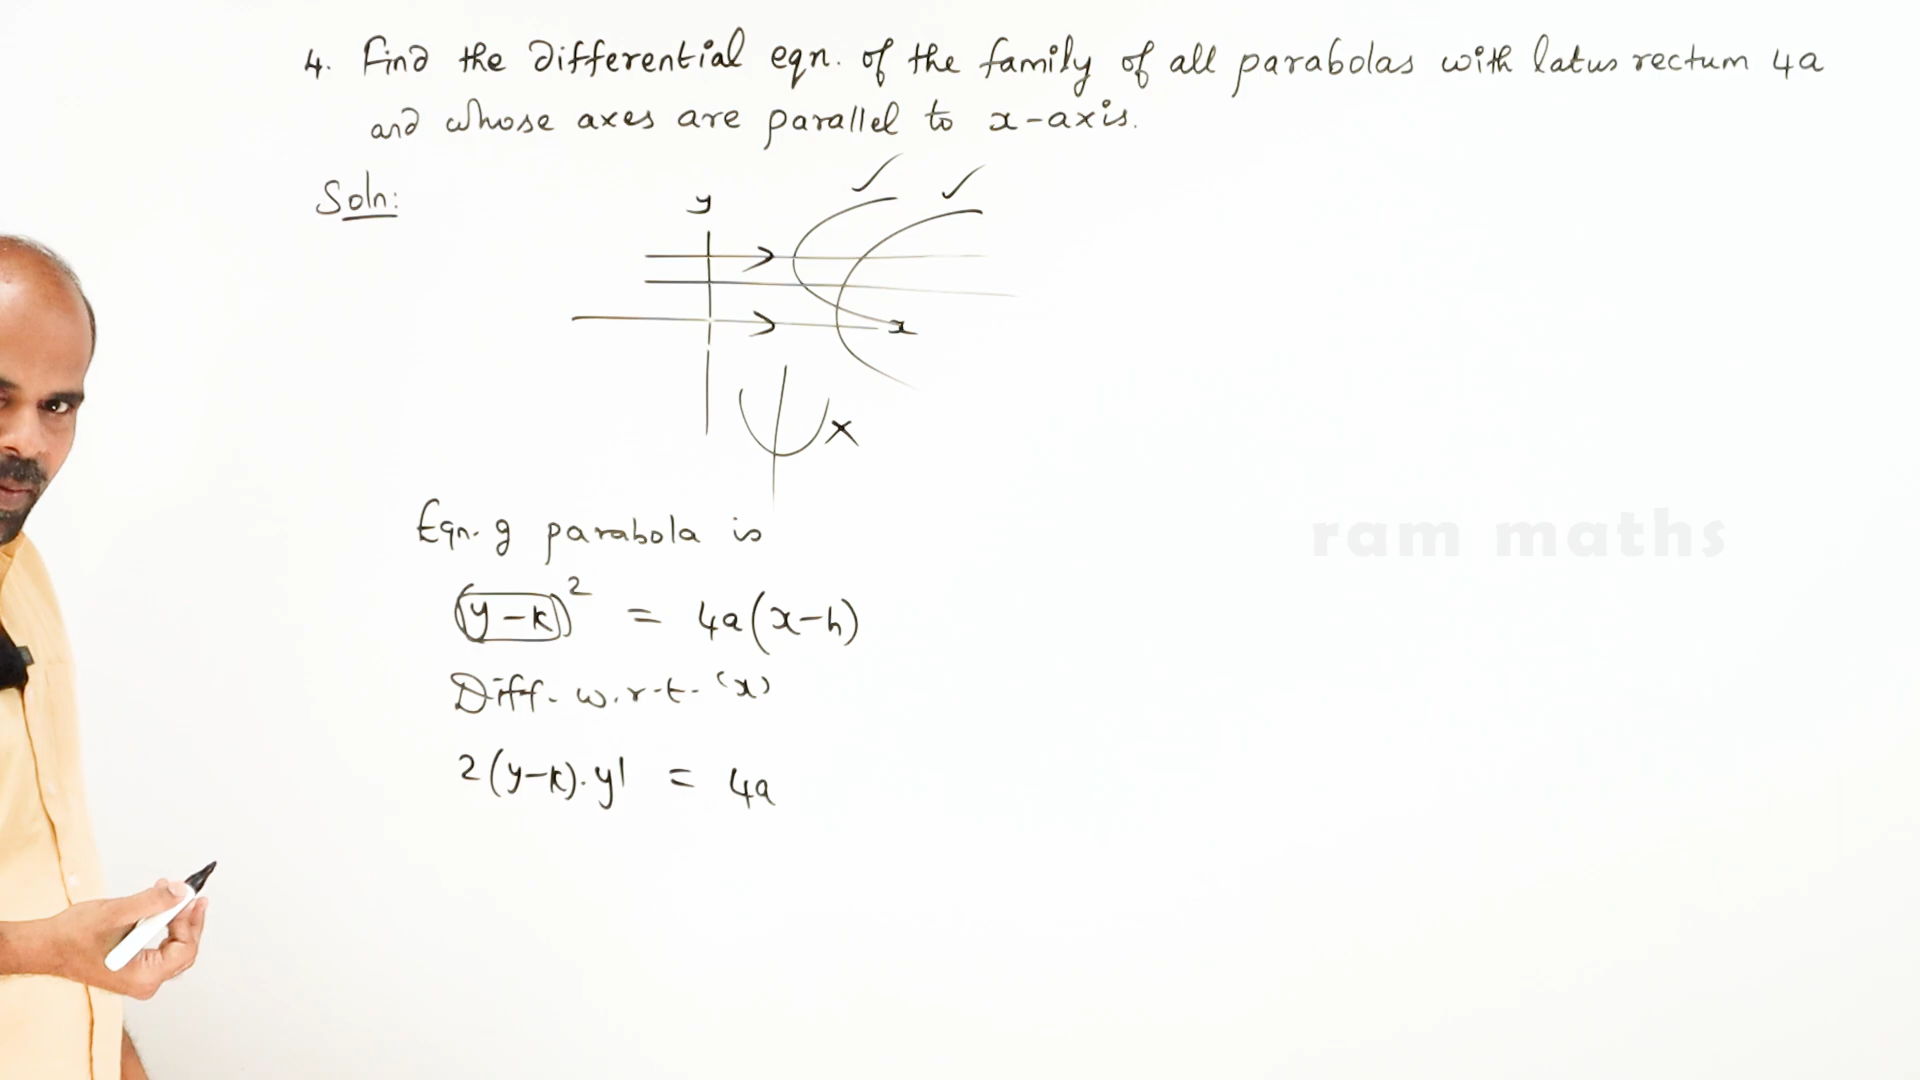 4. Find the differential eqn. of the family of all parabolas with latus rectum 4a
and whose axes are parallel to x-axis.
Soln:
y
x
Eqn. of parabola is
(y-k)² = 4a(x-h)
Diff. w.r.t. 'x'
ram maths
2(y-k).y' = 4a